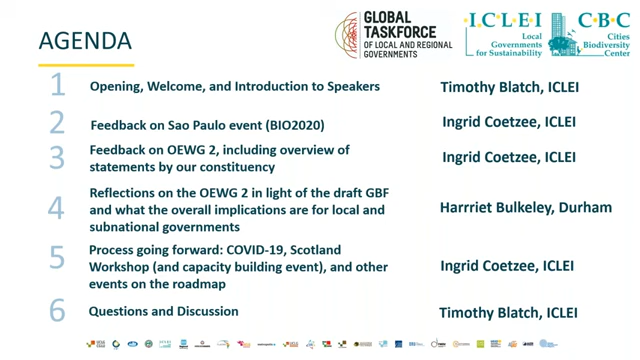 AGENDA
GLOBAL
TASKFORCE
OF LOCAL AND REGIONAL
GOVERNMENTS
I.C.L.E.I
Local
Governments
for Sustainability
C.B.C
Cities
Biodiversity
Center
1 Opening, Welcome, and Introduction to Speakers Timothy Blatch, ICLEI
2 Feedback on Sao Paulo event (BIO2020) Ingrid Coetzee, ICLEI
3 Feedback on OEWG 2, including overview of
statements by our constituency
Ingrid Coetzee, ICLEI
4 Reflections on the OEWG 2 in light of the draft GBF
and what the overall implications are for local and
subnational governments
Harrriet Bulkeley, Durham
5 Process going forward: COVID-19, Scotland
Workshop (and capacity building event), and other
events on the roadmap
Ingrid Coetzee, ICLEI
6 Questions and Discussion Timothy Blatch, ICLEI